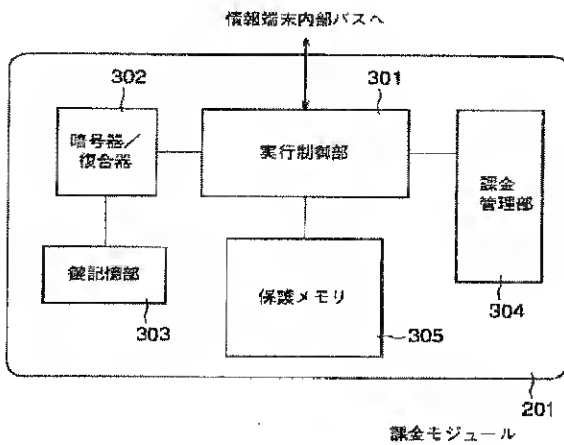 情報端末内部バスへ
302
301
暗号器／
復合器
実行制御部
課金
管理部
鍵記憶部
303
保護メモリ
305
304
201
課金モジュール